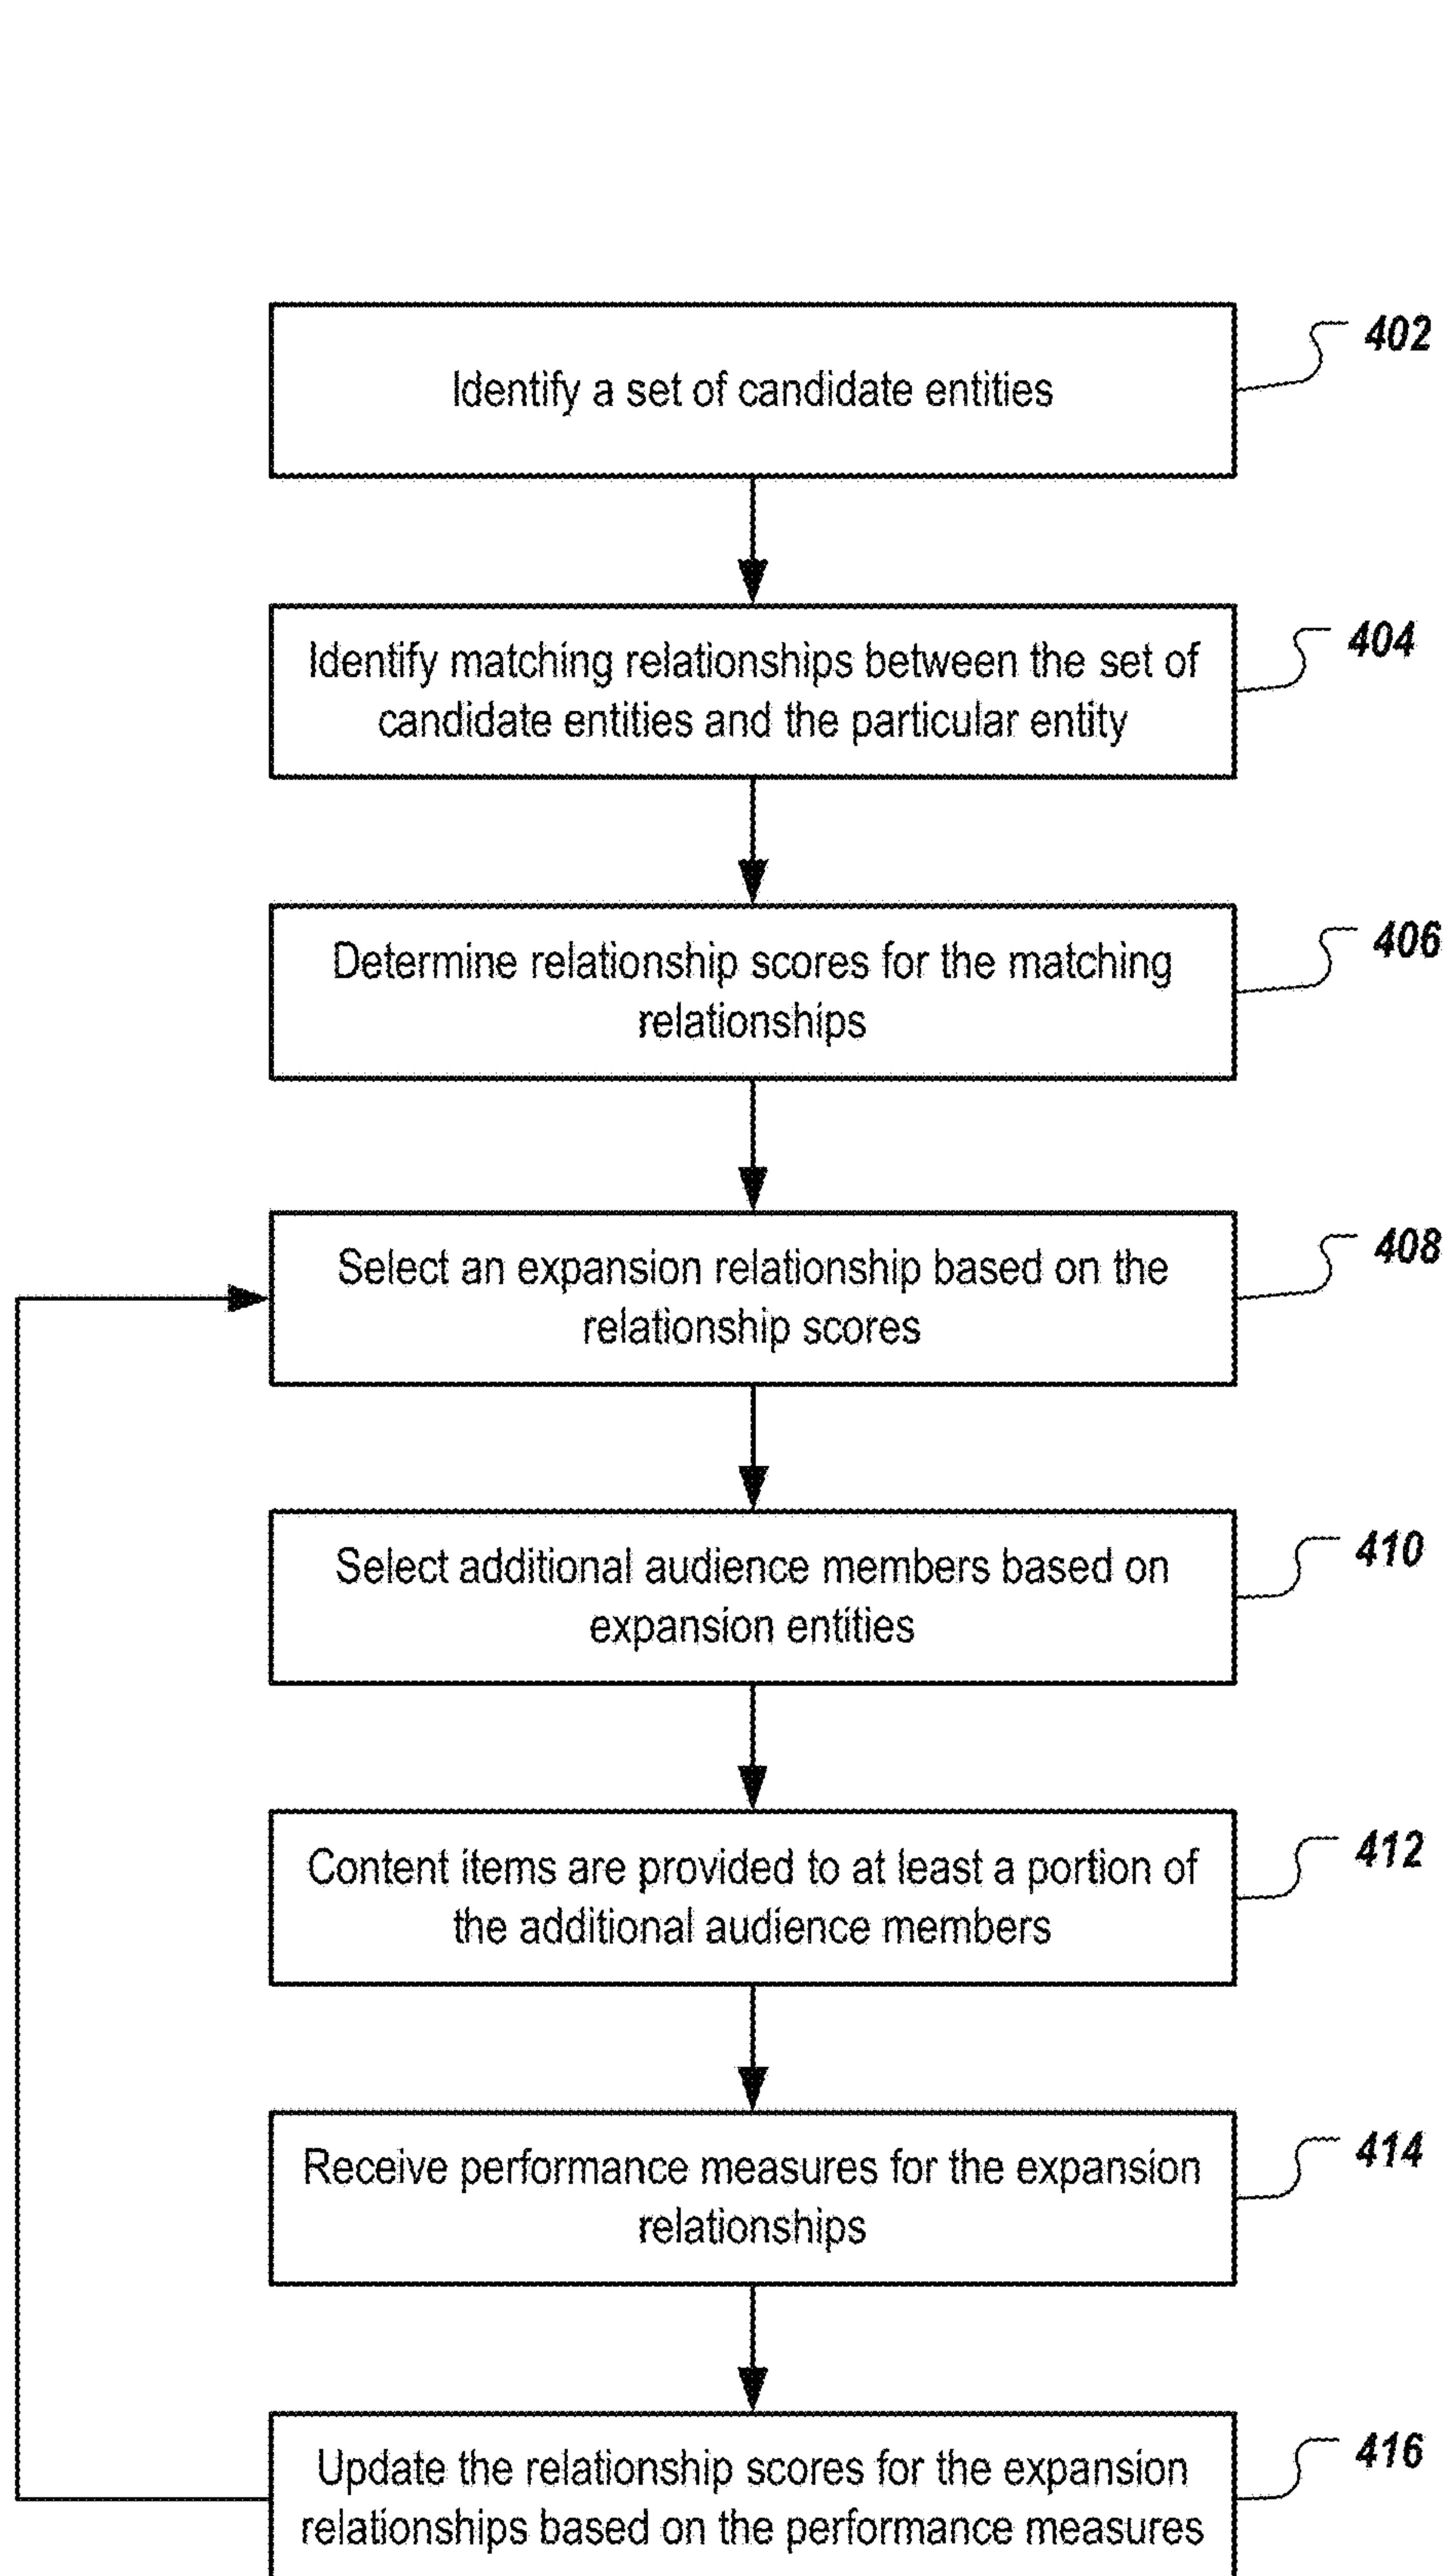 Identify a set of candidate entities
402
Identify matching relationships between the set of
candidate entities and the particular entity
404
Determine relationship scores for the matching
relationships
406
Select an expansion relationship based on the
relationship scores
408
Select additional audience members based on
expansion entities
410
Content items are provided to at least a portion of
the additional audience members
412
Receive performance measures for the expansion
relationships
414
Update the relationship scores for the expansion
relationships based on the performance measures
416